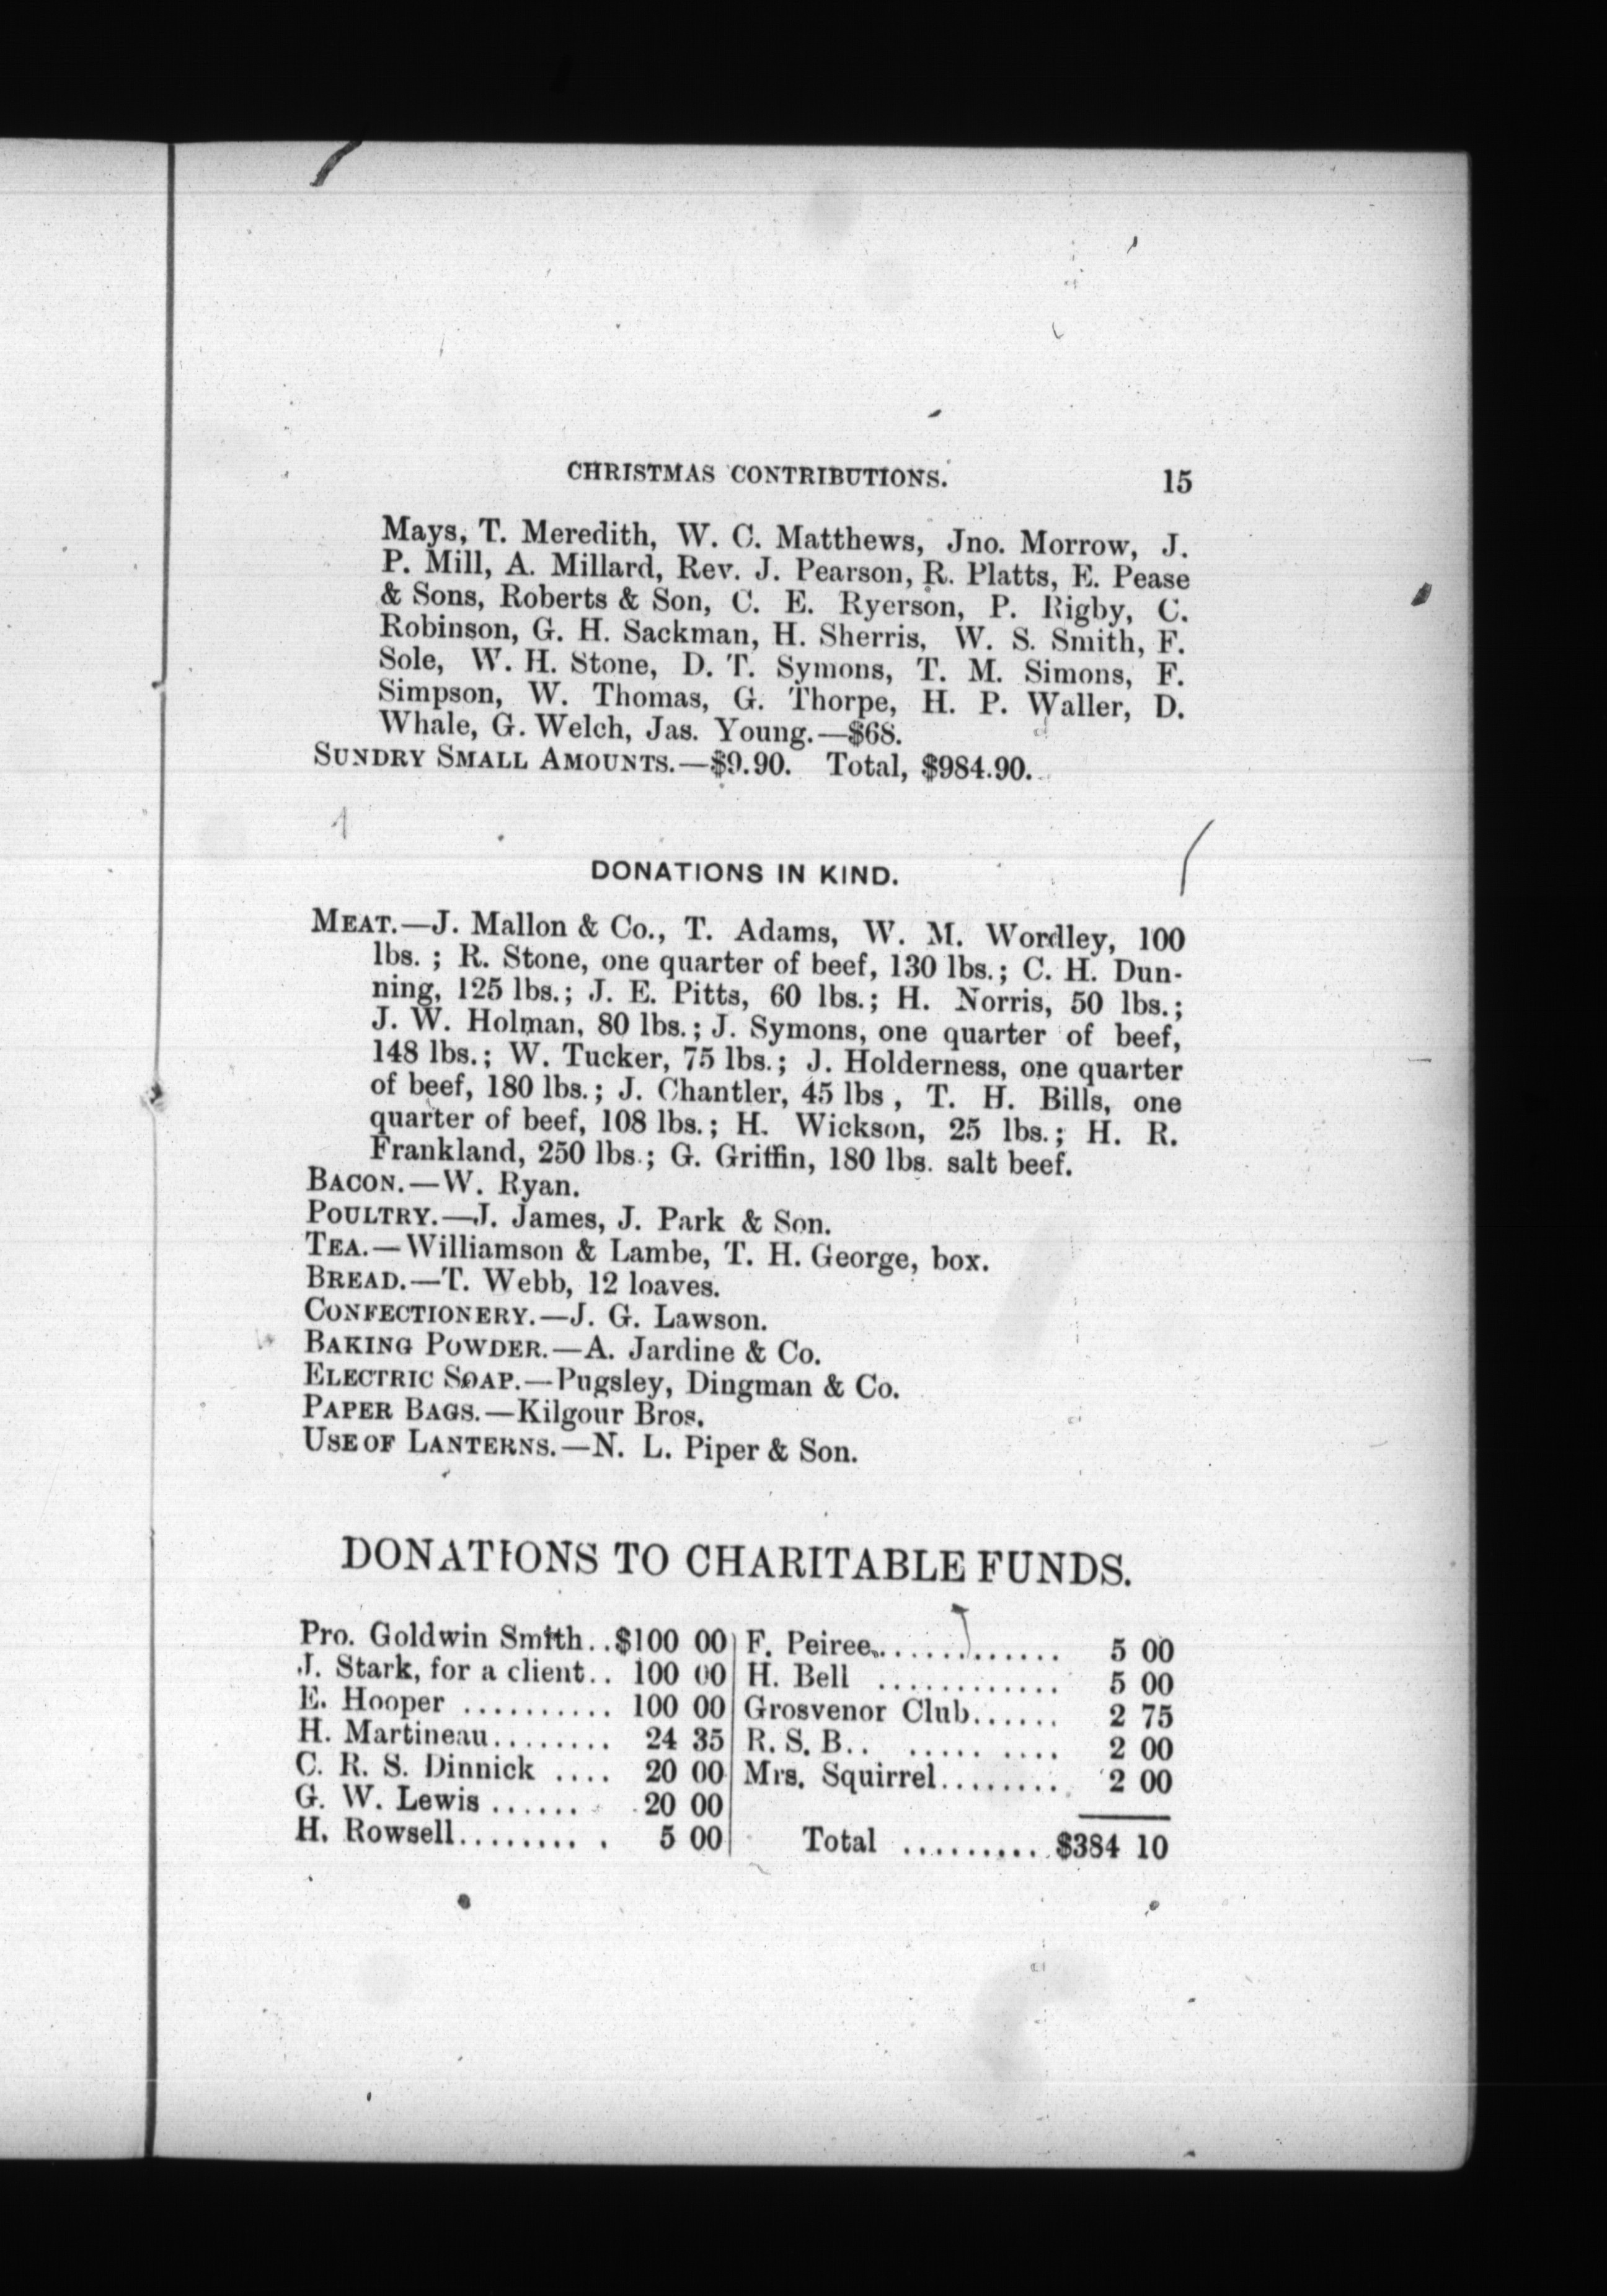 CHRISTMAS CONTRIBUTIONS. 15
Mays, T. Meredith, W. C. Matthews, Jno. Morrow, J.
P. Mill, A. Millard, Rev. J. Pearson, R. Platts, E. Pease
& Sons, Roberts & Son, C. E. Ryerson, P. Rigby, C.
Robinson, G. H. Sackman, H. Sherris, W. S. Smith, F.
Sole, W. H. Stone, D. T. Symons, T. M. Simons, F.
Simpson, W. Thomas, G. Thorpe, H. P. Waller, D.
Whale, G. Welch, Jas. Young.—$68.
SUNDRY SMALL AMOUNTS.—$9.90. Total, $984.90.
DONATIONS IN KIND.
MEAT.—J. Mallon & Co., T. Adams, W. M. Wordley, 100
lbs. ; R. Stone, one quarter of beef, 130 lbs.; C. H. Dun-
ning, 125 lbs.; J. E. Pitts, 60 lbs.; H. Norris, 50 lbs.;
J. W. Holman, 80 lbs.; J. Symons, one quarter of beef,
148 lbs.; W. Tucker, 75 lbs.; J. Holderness, one quarter
of beef, 180 lbs.; J. Chantler, 45 lbs , T. H. Bills, one
quarter of beef, 108 lbs.; H. Wickson, 25 lbs.; H. R.
Frankland, 250 lbs.; G. Griffin, 180 lbs. salt beef.
BACON.—W. Ryan.
POULTRY.—J. James, J. Park & Son.
TEA.—Williamson & Lambe, T. H. George, box.
BREAD.—T. Webb, 12 loaves.
CONFECTIONERY.—J. G. Lawson.
BAKING POWDER.—A. Jardine & Co.
ELECTRIC SOAP.—Pugsley, Dingman & Co.
PAPER BAGS.—Kilgour Bros.
USE OF LANTERNS.—N. L. Piper & Son.
DONATIONS TO CHARITABLE FUNDS.
Pro. Goldwin Smith..$100 00
J. Stark, for a client.. 100 00
E. Hooper .......... 100 00
H. Martineau........ 24 35
C. R. S. Dinnick .... 20 00
G. W. Lewis ...... 20 00
H. Rowsell........ . 5 00
F. Peiree............. 5 00
H. Bell ............ 5 00
Grosvenor Club...... 2 75
R. S. B.. ..... .... 2 00
Mrs. Squirrel........ 2 00
Total ......... $384 10